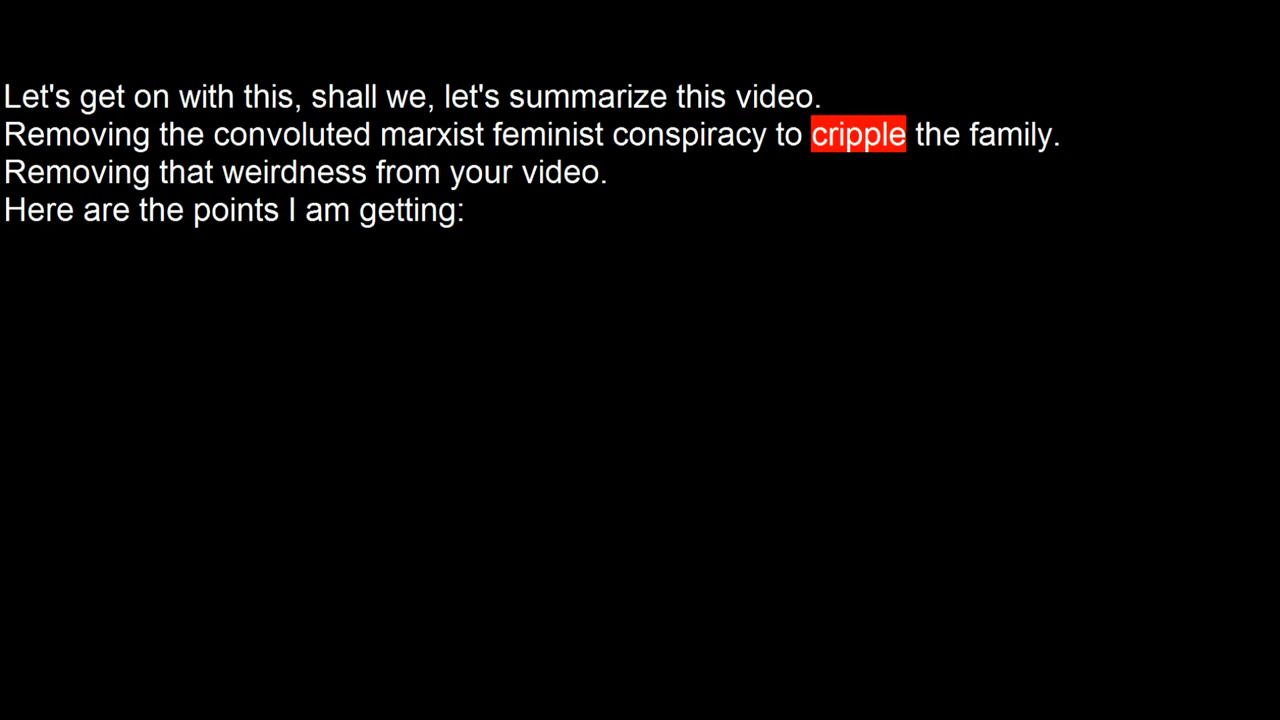 Let's get on with this, shall we, let's summarize this video.
Removing the convoluted marxist feminist conspiracy to cripple the family.
Removing that weirdness from your video.
Here are the points I am getting: